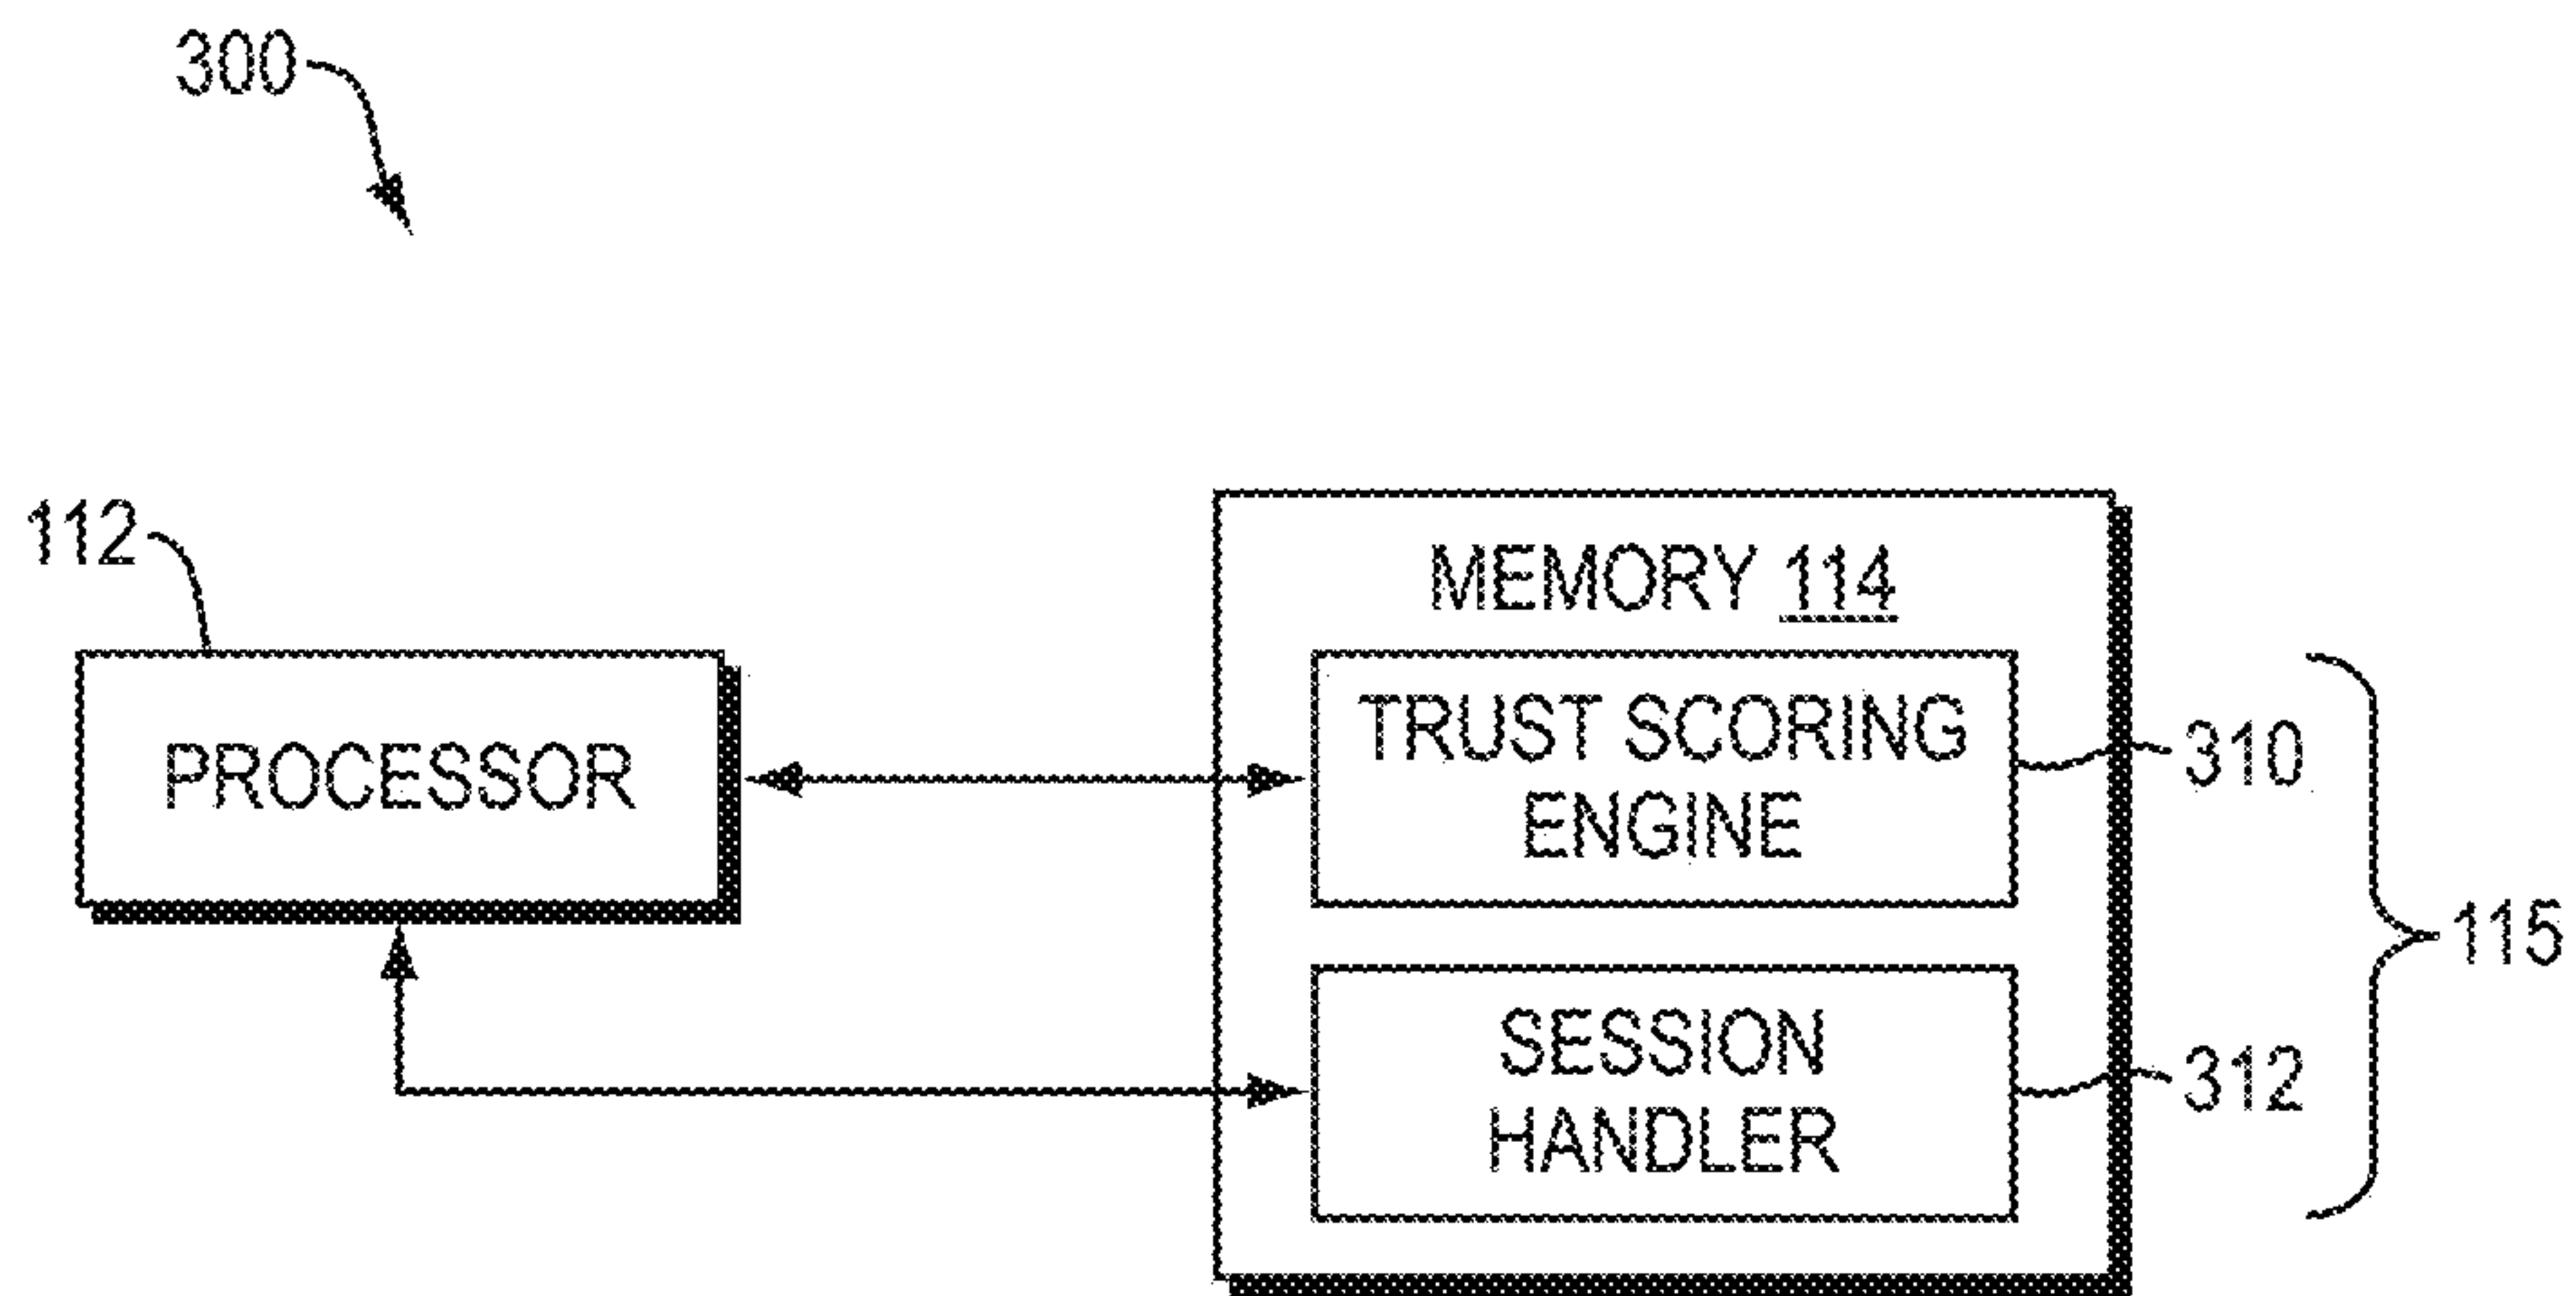 300
112
PROCESSOR
MEMORY 114
TRUST SCORING
ENGINE
310
SESSION
HANDLER
312
115